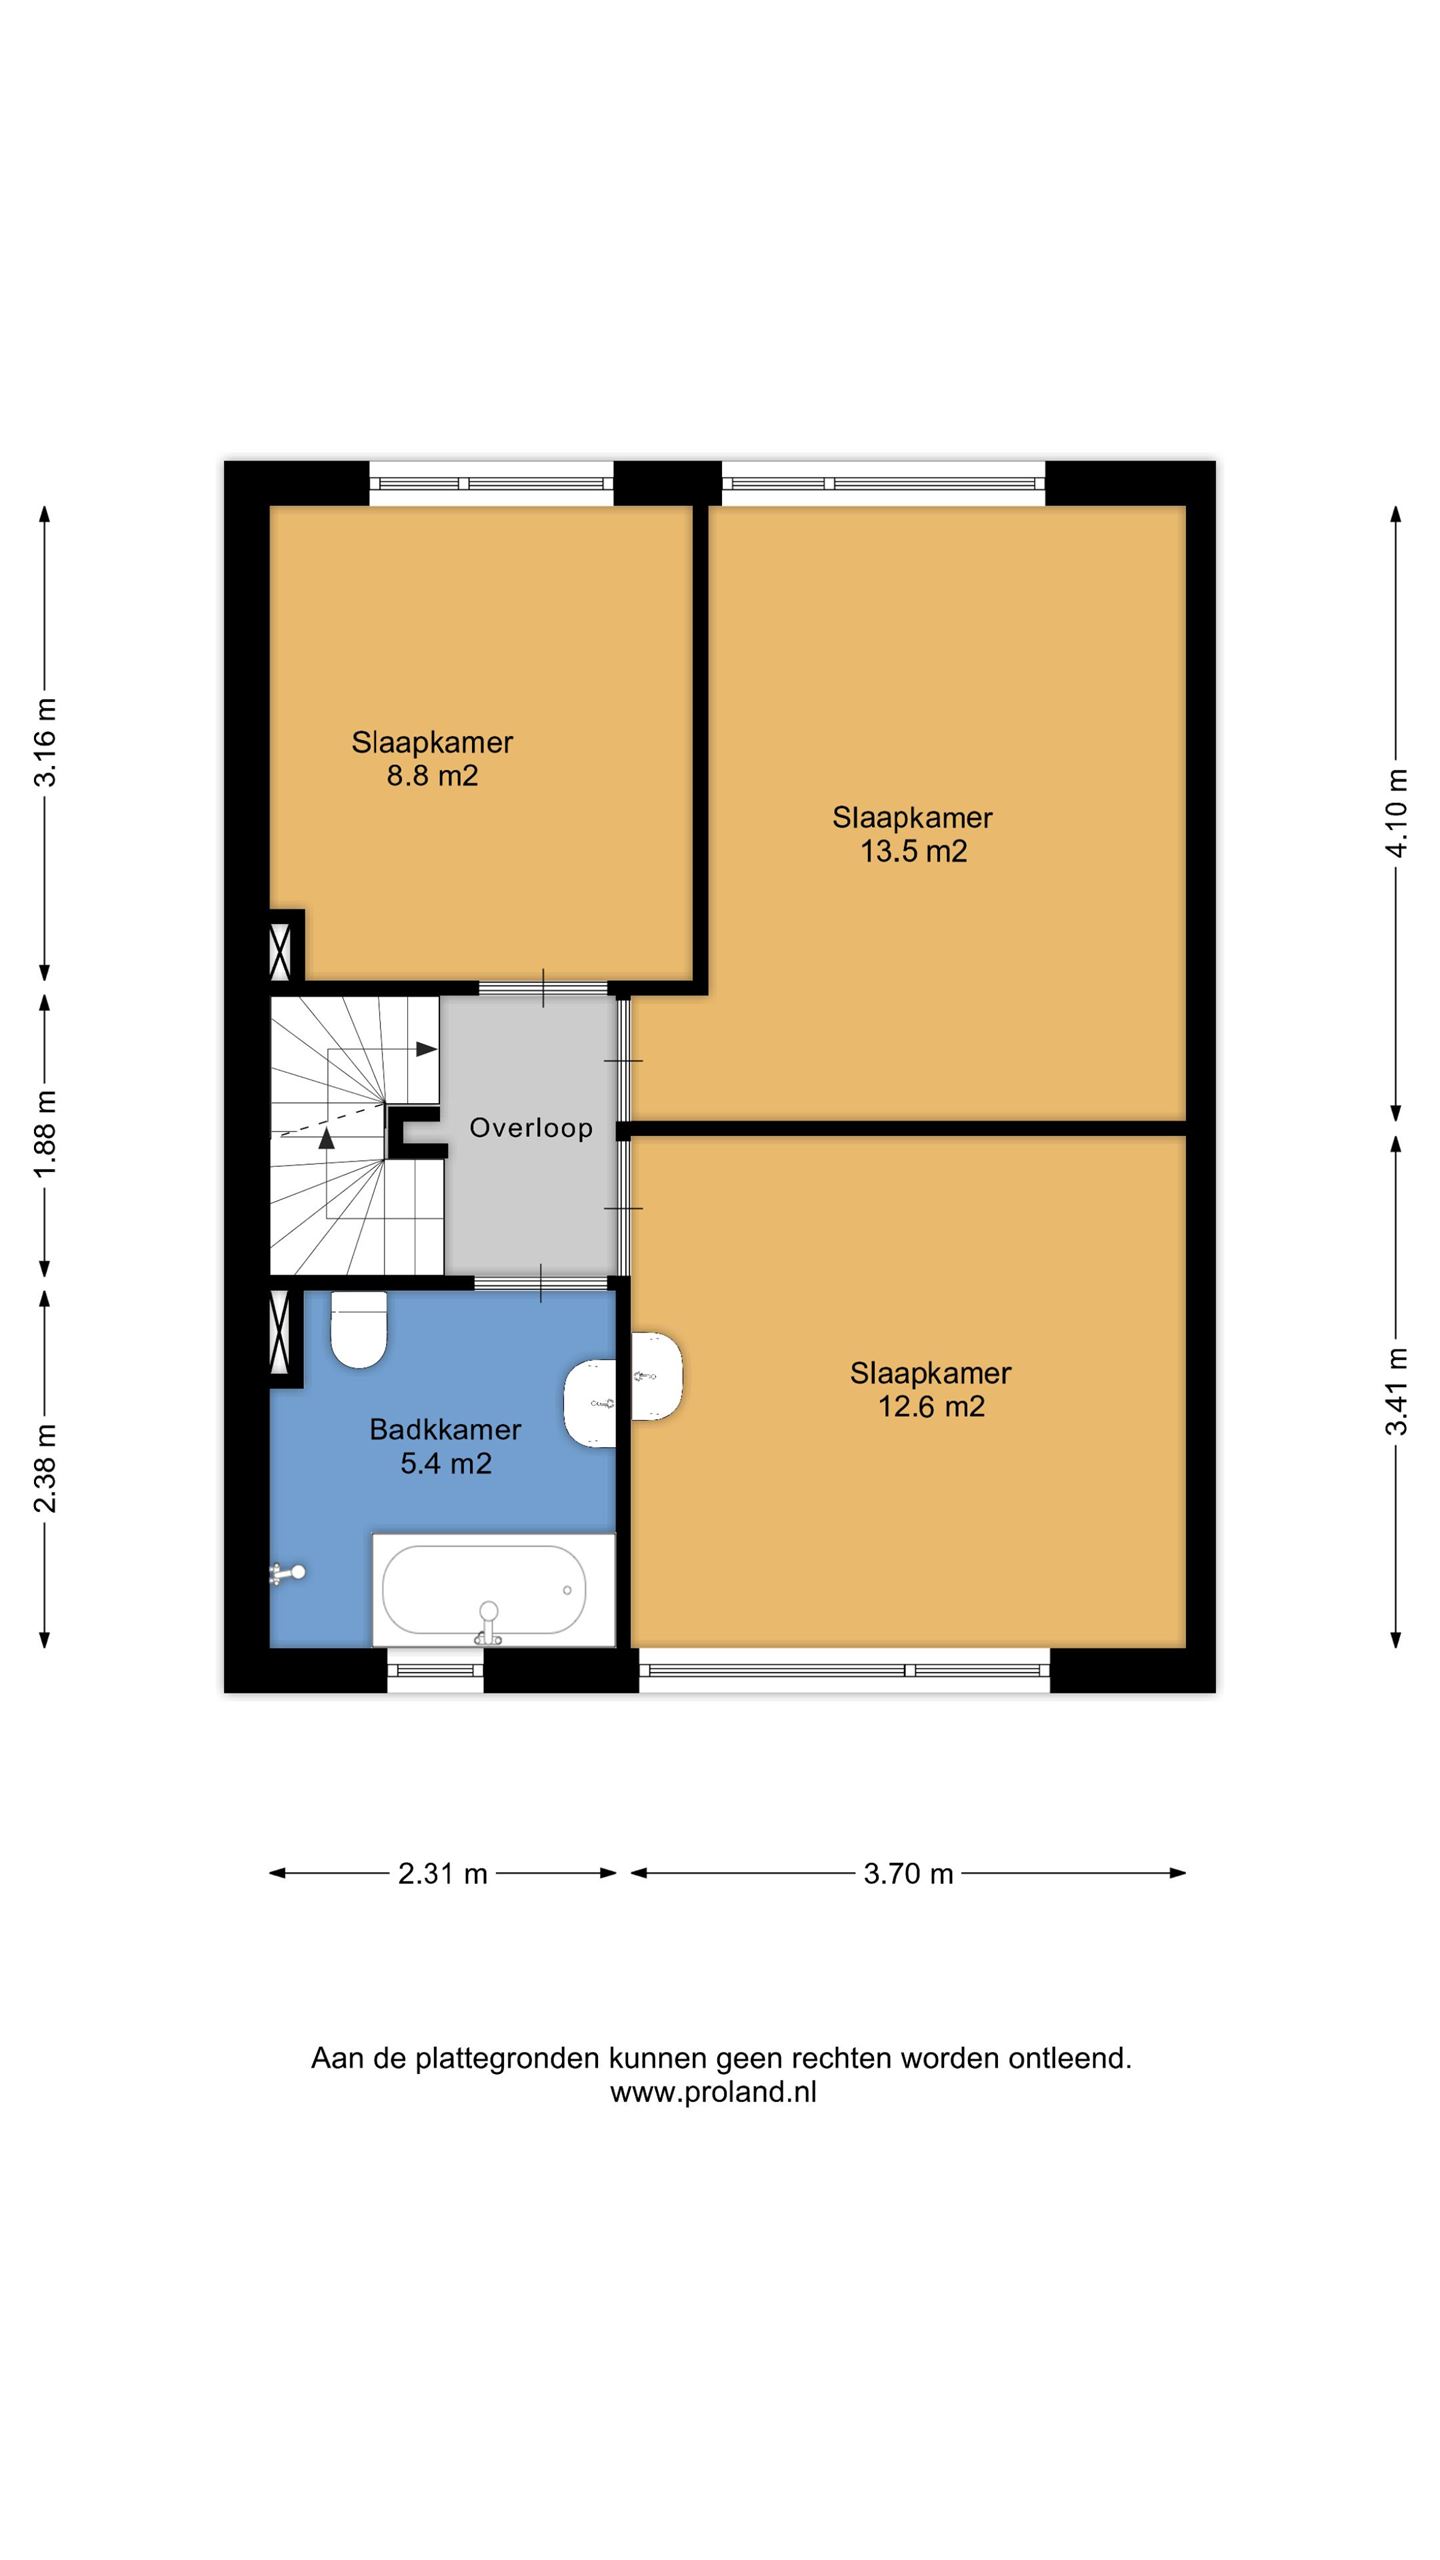 Slaapkamer
8.8 m2
Slaapkamer
13.5 m2
Overloop
Slaapkamer
12.6 m2
Badkkamer
5.4 m2
3.16 m
1.88 m
2.38 m
4.10 m
3.41 m
2.31 m
3.70 m
Aan de plattegronden kunnen geen rechten worden ontleend.
www.proland.nl